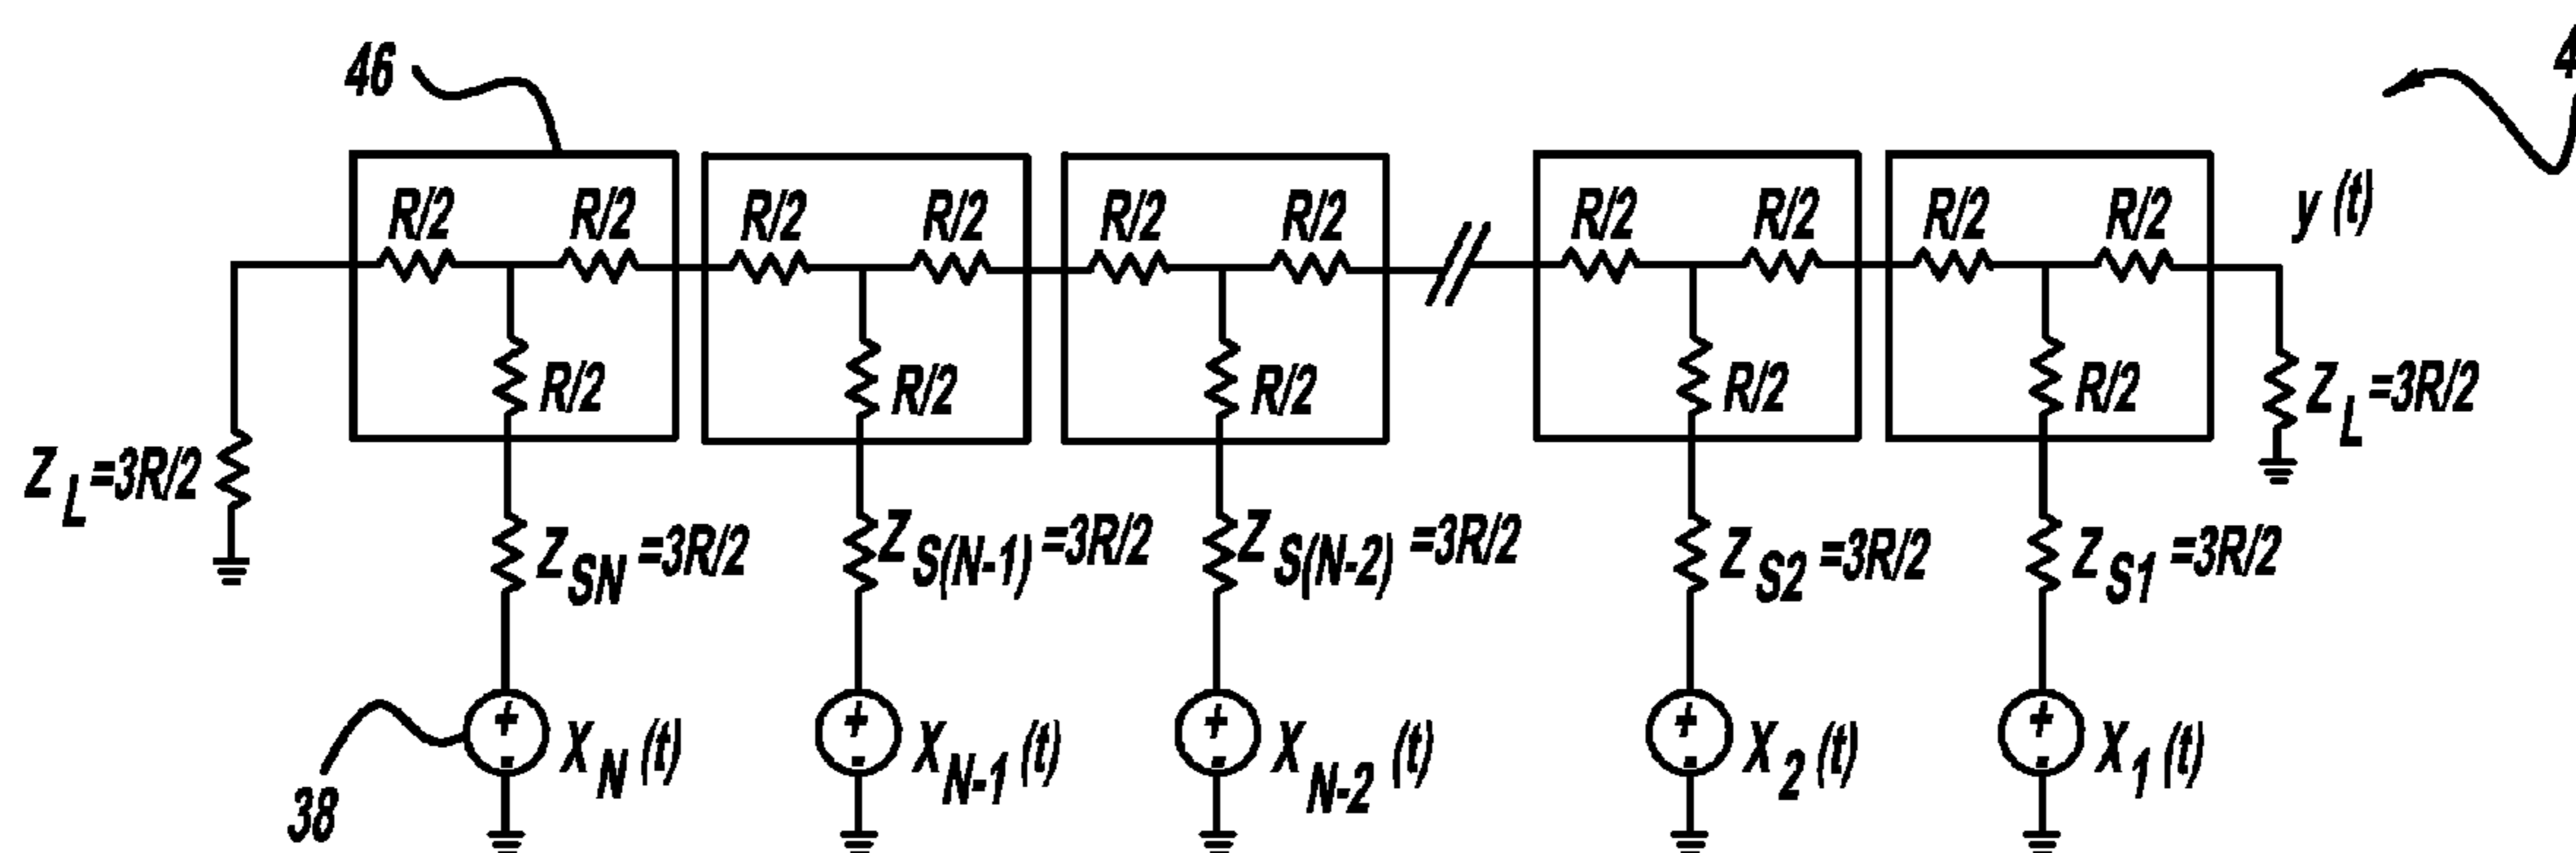 46
4
R/2 R/2 R/2 R/2 R/2 R/2 R/2 R/2 R/2 R/2 y (t)
R/2 R/2 R/2 R/2 R/2 Z L =3R/2
Z L =3R/2
Z SN =3R/2 Z S(N-1) =3R/2 Z S(N-2) =3R/2 Z S2 =3R/2 Z S1 =3R/2
+ + + + +
- - - - -
X N (t) X N-1 (t) X N-2 (t) X 2 (t) X 1 (t)
38